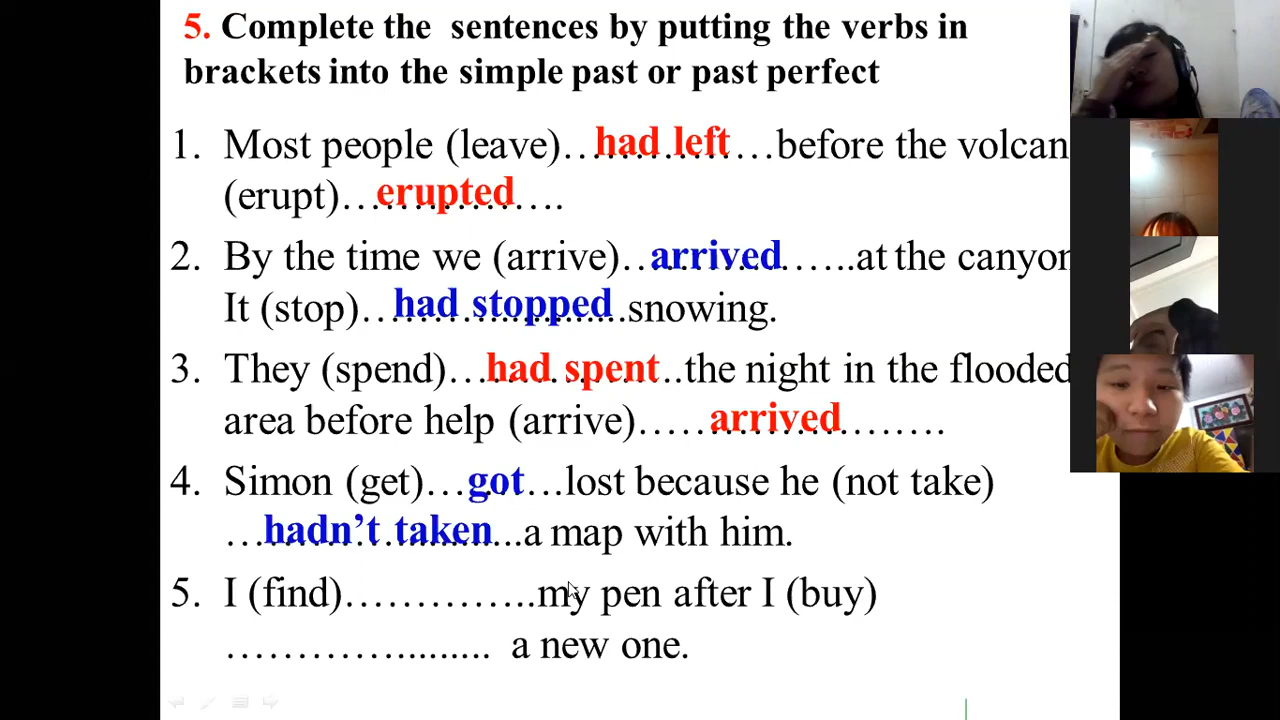 5. Complete the sentences by putting the verbs in
brackets into the simple past or past perfect
1. Most people (leave)…had left…before the volcan
(erupt)…erupted….
2. By the time we (arrive)…arrived…..at the canyon
It (stop)…had stopped….snowing.
3. They (spend)…had spent..the night in the flooded
area before help (arrive)……arrived…….
4. Simon (get)…got…lost because he (not take)
…hadn’t taken...a map with him.
5. I (find)…………..my pen after I (buy)
…………......... a new one.